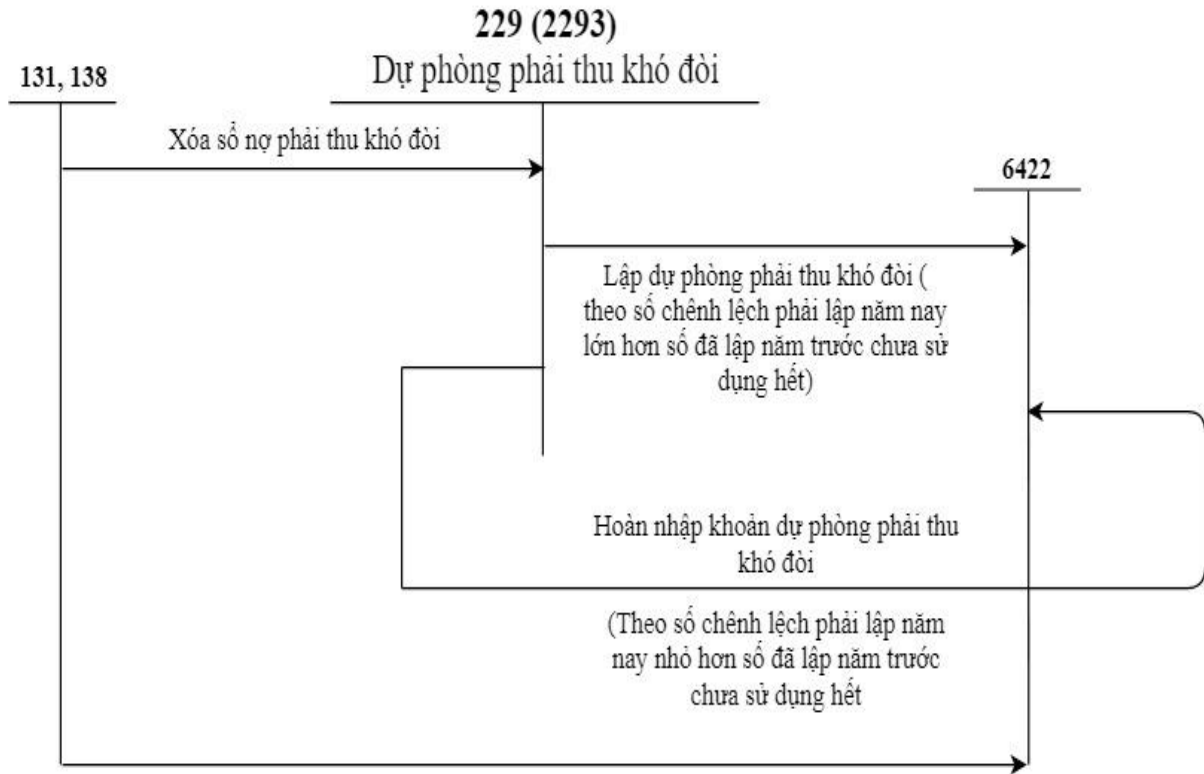 229 (2293)
Dự phòng phải thu khó đòi
131, 138
Xóa sổ nợ phải thu khó đòi
6422
Lập dự phòng phải thu khó đòi (
theo số chênh lệch phải lập năm nay
lớn hơn số đã lập năm trước chưa sử
dụng hết)
Hoàn nhập khoản dự phòng phải thu
khó đòi
(Theo số chênh lệch phải lập năm
nay nhỏ hơn số đã lập năm trước
chưa sử dụng hết